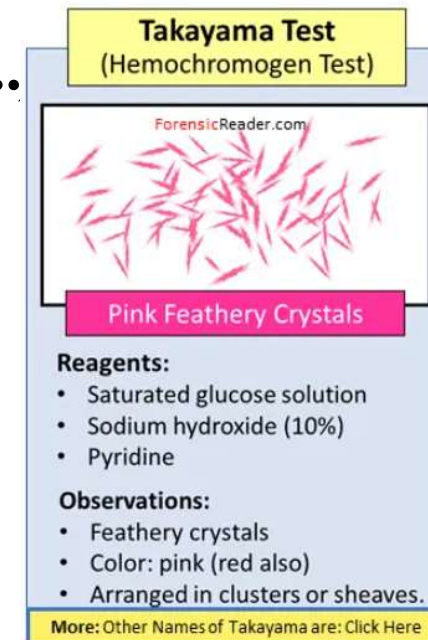 Takayama Test
(Hemochromogen Test)
ForensicReader.com
Pink Feathery Crystals
Reagents:
• Saturated glucose solution
• Sodium hydroxide (10%)
• Pyridine
Observations:
• Feathery crystals
• Color: pink (red also)
• Arranged in clusters or sheaves.
More: Other Names of Takayama are: Click Here